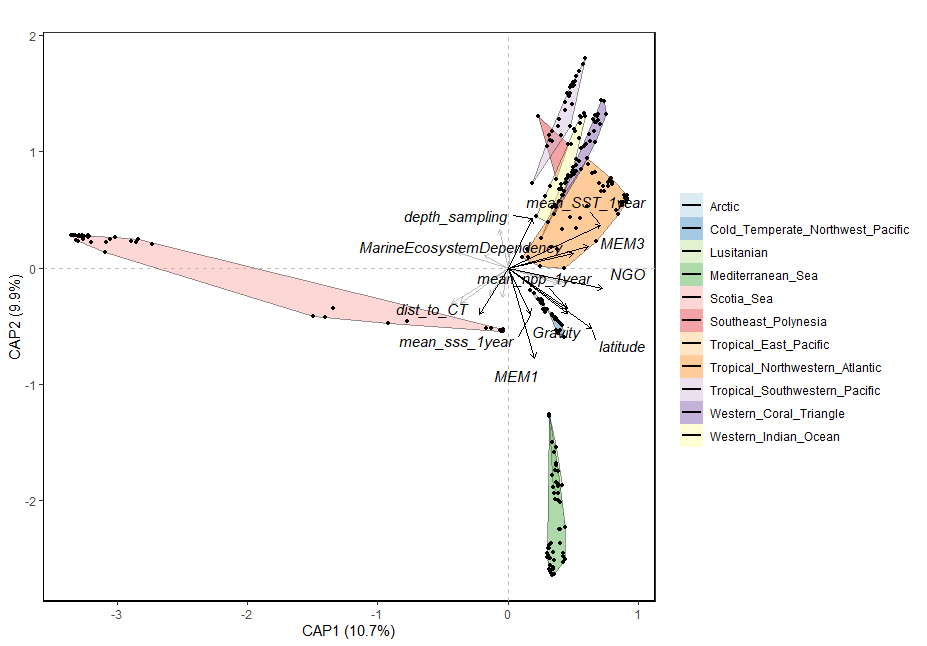 2
1
0
-1
-2
CAP2 (9.9%)
-3
-2
-1
0
1
CAP1 (10.7%)
mean_SST_1year
depth_sampling
MEM3
MarineEcosystemDependency
NGO
mean_npp_1year
dist_to_CT
Gravity
mean_sss_1year
latitude
MEM1
Arctic
Cold_Temperate_Northwest_Pacific
Lusitanian
Mediterranean_Sea
Scotia_Sea
Southeast_Polynesia
Tropical_East_Pacific
Tropical_Northwestern_Atlantic
Tropical_Southwestern_Pacific
Western_Coral_Triangle
Western_Indian_Ocean